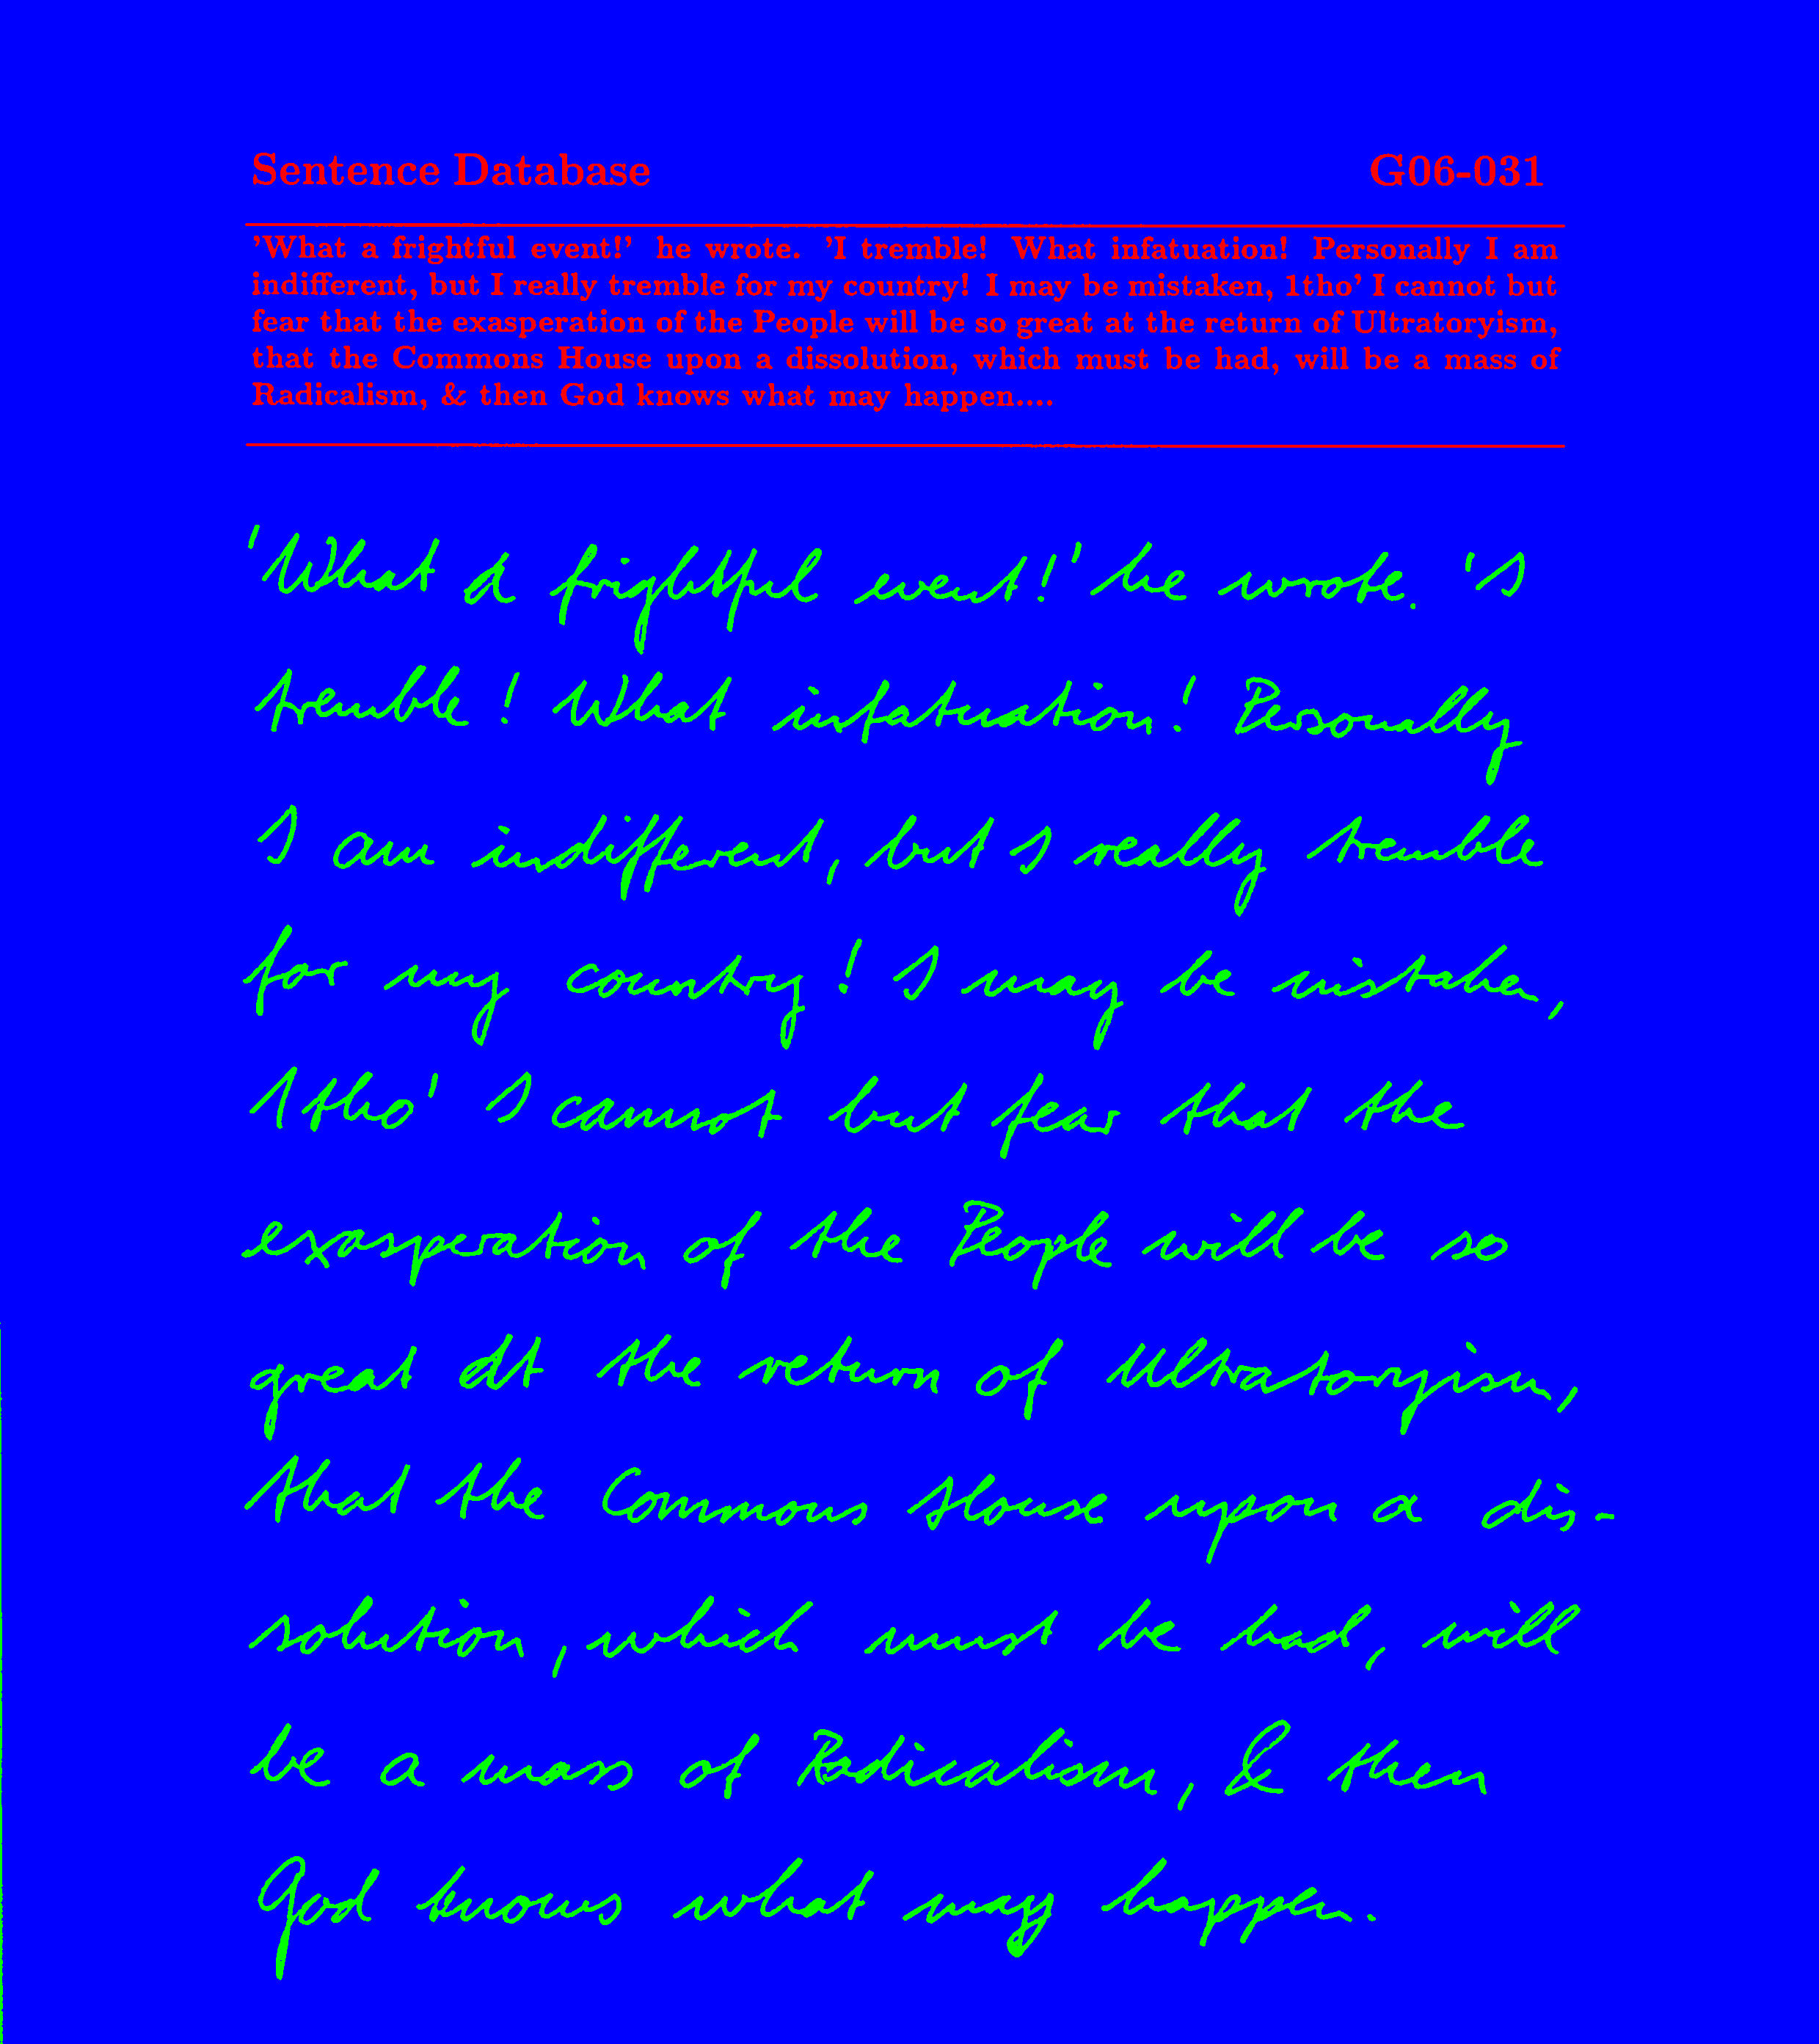 Sentence Database G06-031
'What a frightful event!' he wrote. 'I tremble! What infatuation! Personally I am
indifferent, but I really tremble for my country! I may be mistaken, 1tho' I cannot but
fear that the exasperation of the People will be so great at the return of Ultratoryism,
that the Commons House upon a dissolution, which must be had, will be a mass of
Radicalism, & then God knows what may happen....
'What a frightful event!' he wrote. 'I
tremble! What infatuation! Personally
I am indifferent, but I really tremble
for my country! I may be mistaken,
1tho' I cannot but fear that the
exasperation of the People will be so
great at the return of Ultratoryism,
that the Commons House upon a dis-
solution, which must be had, will
be a mass of Radicalism, & then
God knows what may happen.